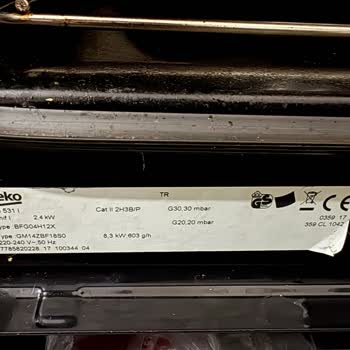 eko
531 I
TR
Cat II 2H3B/P
G30,30 mbar
2,4 kW
ype: BFG04H12X
G20,20 mbar
0359 17
ype: GM14ZBF18S0
8,3 kW;603 g/h
359 CL 1042
220-240 V~;50 Hz
7785820228 17 100344 04